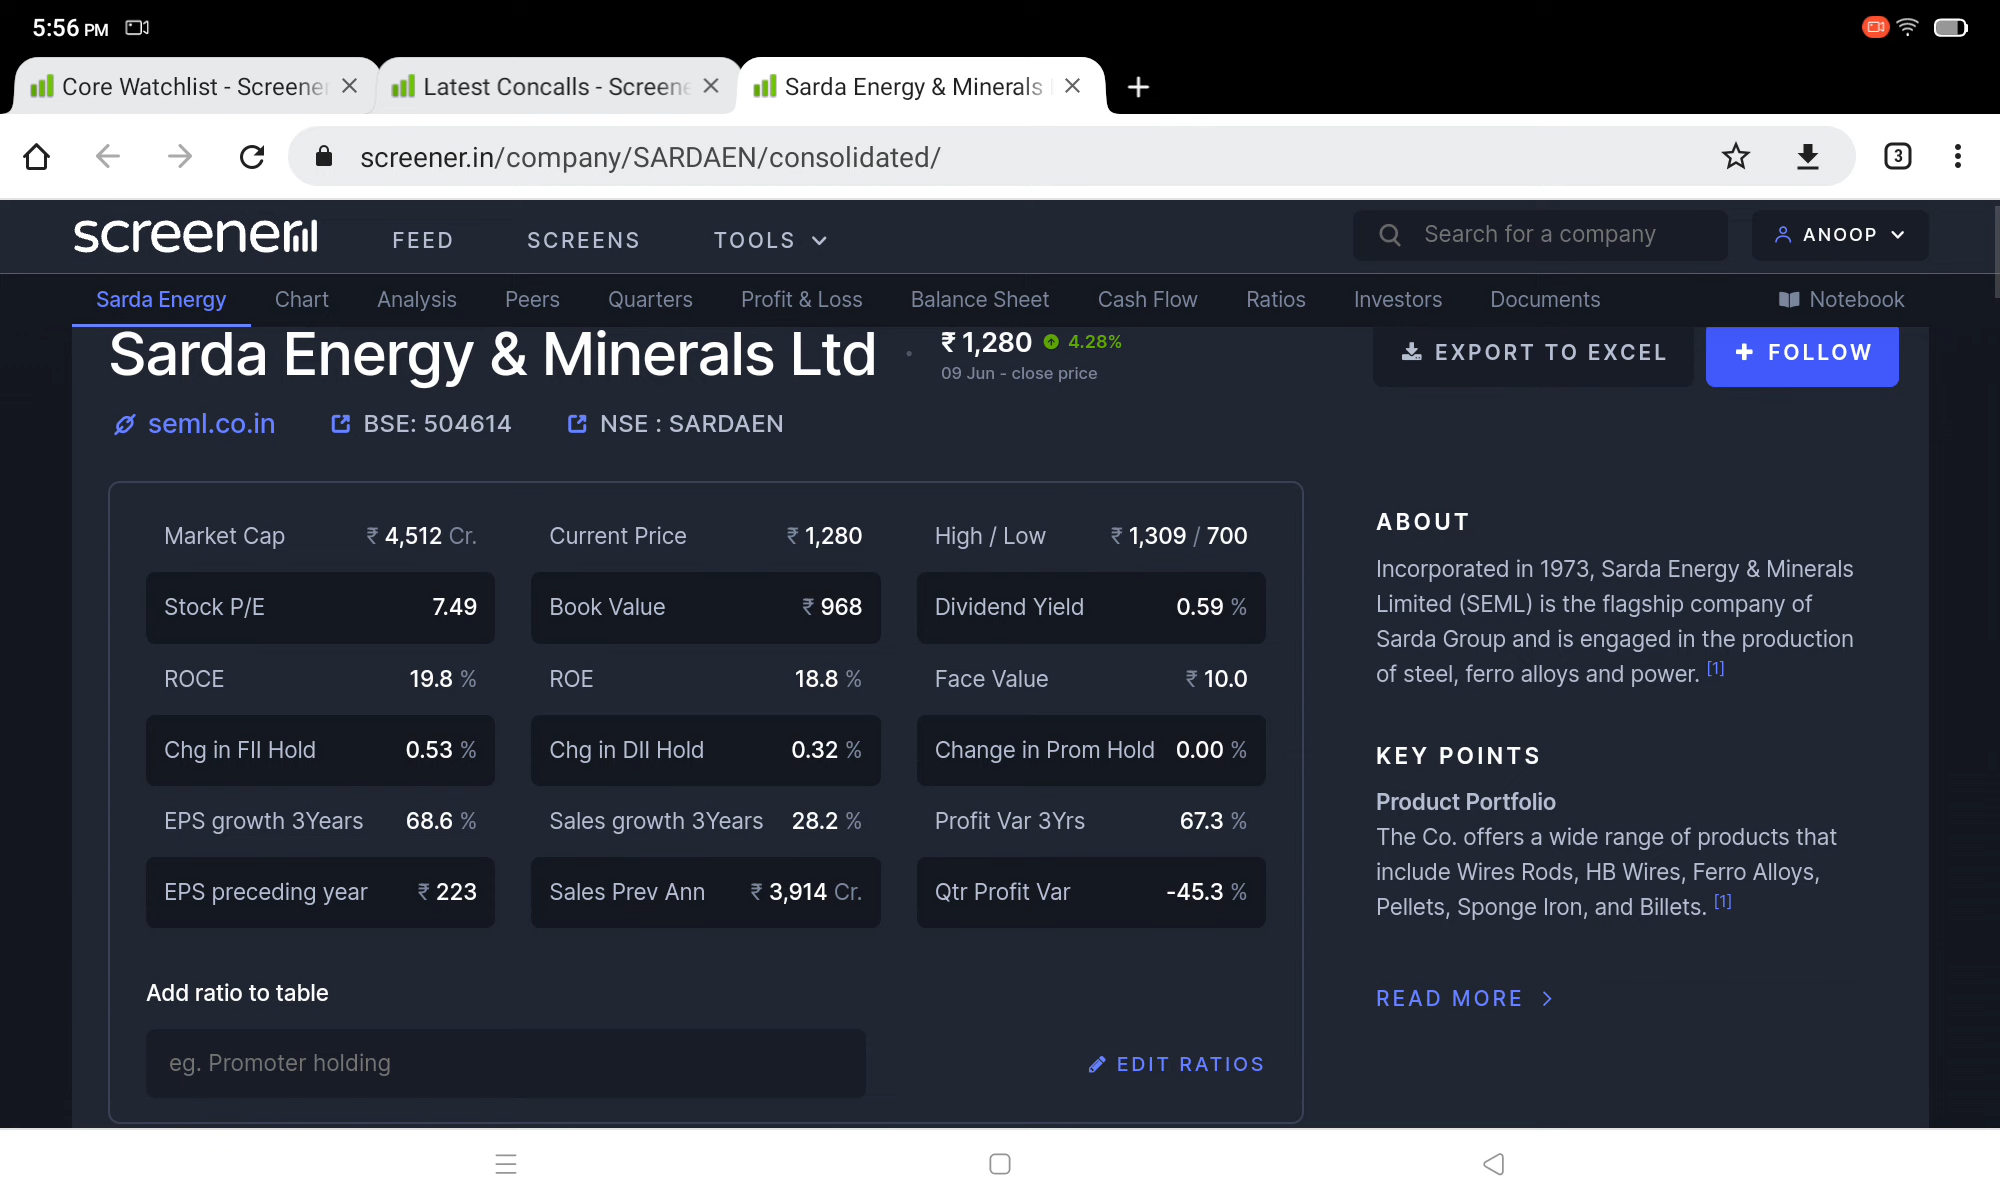 5:56 PM
Core Watchlist - Screener
Latest Concalls - Screene
Sarda Energy & Minerals
screener.in/company/SARDAEN/consolidated/
3
screener
FEED
SCREENS
TOOLS
Search for a company
ANOOP
Sarda Energy
Chart
Analysis
Peers
Quarters
Profit & Loss
Balance Sheet
Cash Flow
Ratios
Investors
Documents
Notebook
Sarda Energy & Minerals Ltd
₹ 1,280 4.28%
09 Jun - close price
EXPORT TO EXCEL
FOLLOW
seml.co.in
BSE: 504614
NSE : SARDAEN
Market Cap ₹ 4,512 Cr.
Current Price ₹ 1,280
High / Low ₹ 1,309 / 700
Stock P/E 7.49
Book Value ₹ 968
Dividend Yield 0.59 %
ROCE 19.8 %
ROE 18.8 %
Face Value ₹ 10.0
Chg in FII Hold 0.53 %
Chg in DII Hold 0.32 %
Change in Prom Hold 0.00 %
EPS growth 3Years 68.6 %
Sales growth 3Years 28.2 %
Profit Var 3Yrs 67.3 %
EPS preceding year ₹ 223
Sales Prev Ann ₹ 3,914 Cr.
Qtr Profit Var -45.3 %
Add ratio to table
eg. Promoter holding
EDIT RATIOS
ABOUT
Incorporated in 1973, Sarda Energy & Minerals
Limited (SEML) is the flagship company of
Sarda Group and is engaged in the production
of steel, ferro alloys and power. [1]
KEY POINTS
Product Portfolio
The Co. offers a wide range of products that
include Wires Rods, HB Wires, Ferro Alloys,
Pellets, Sponge Iron, and Billets. [1]
READ MORE